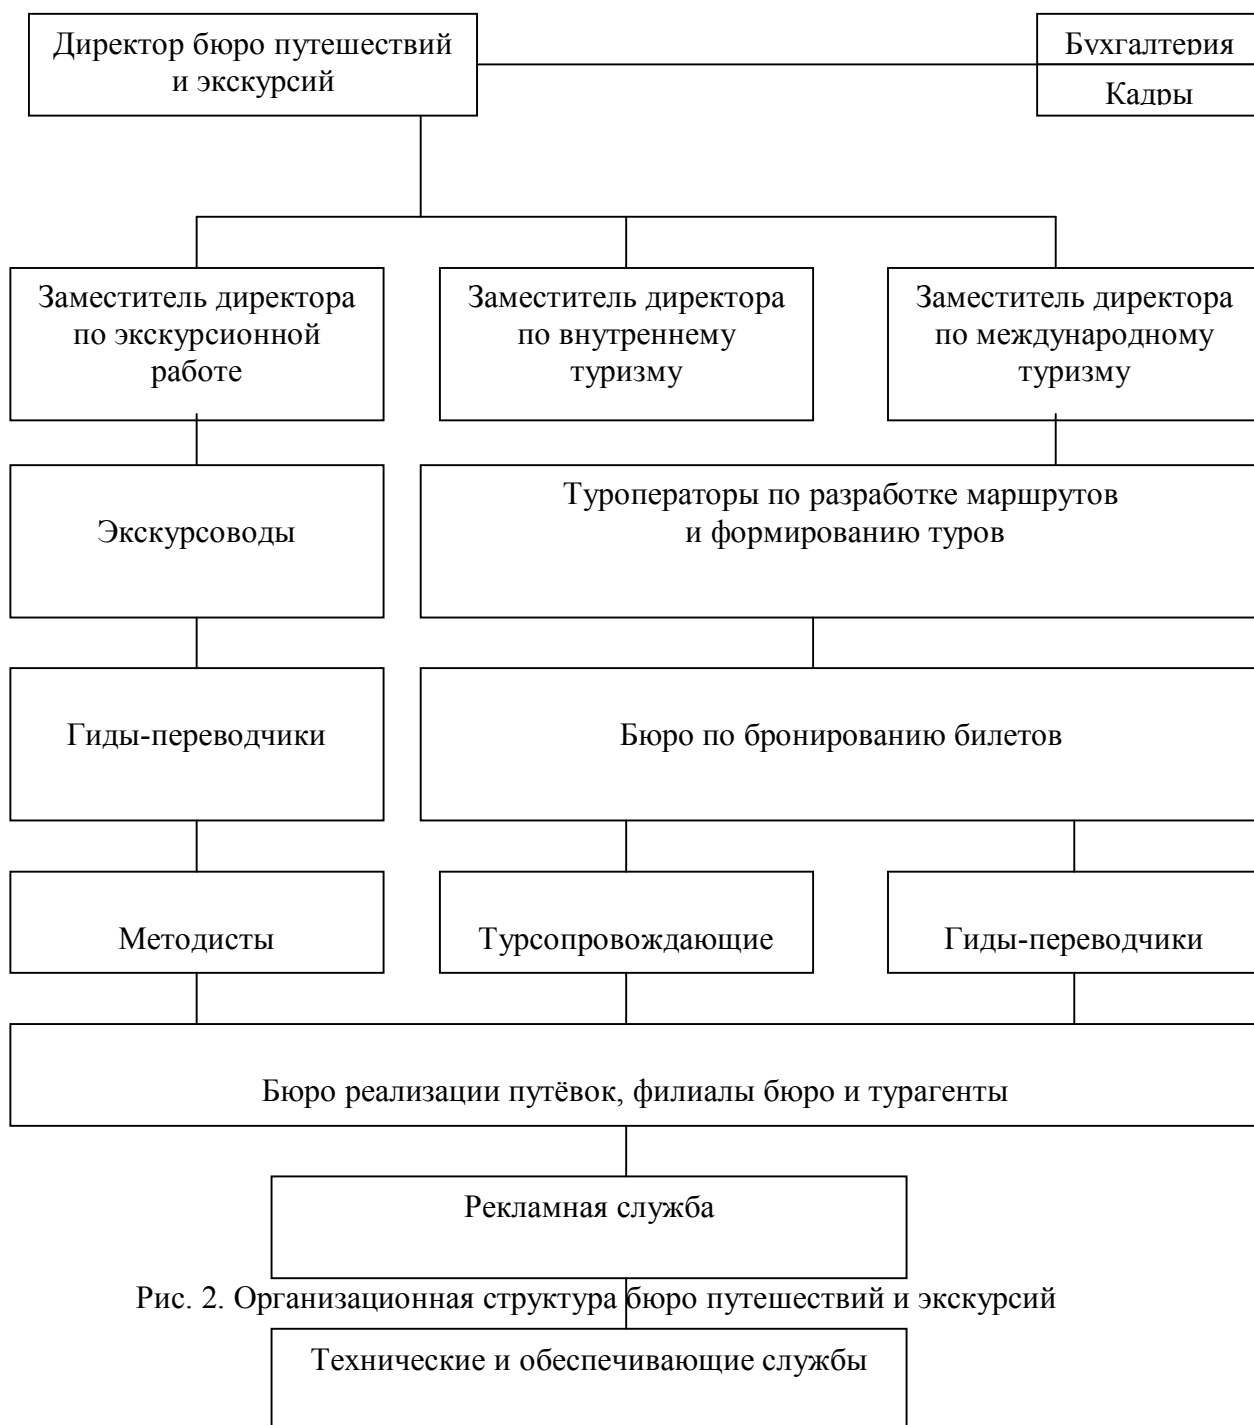 Директор бюро путешествий
и экскурсий
Бухгалтерия
Кадры
Заместитель директора
по экскурсионной
работе
Заместитель директора
по внутреннему
туризму
Заместитель директора
по международному
туризму
Экскурсоводы
Туроператоры по разработке маршрутов
и формированию туров
Гиды-переводчики
Бюро по бронированию билетов
Методисты
Турсопровождающие
Гиды-переводчики
Бюро реализации путёвок, филиалы бюро и турагенты
Рекламная служба
Рис. 2. Организационная структура бюро путешествий и экскурсий
Технические и обеспечивающие службы